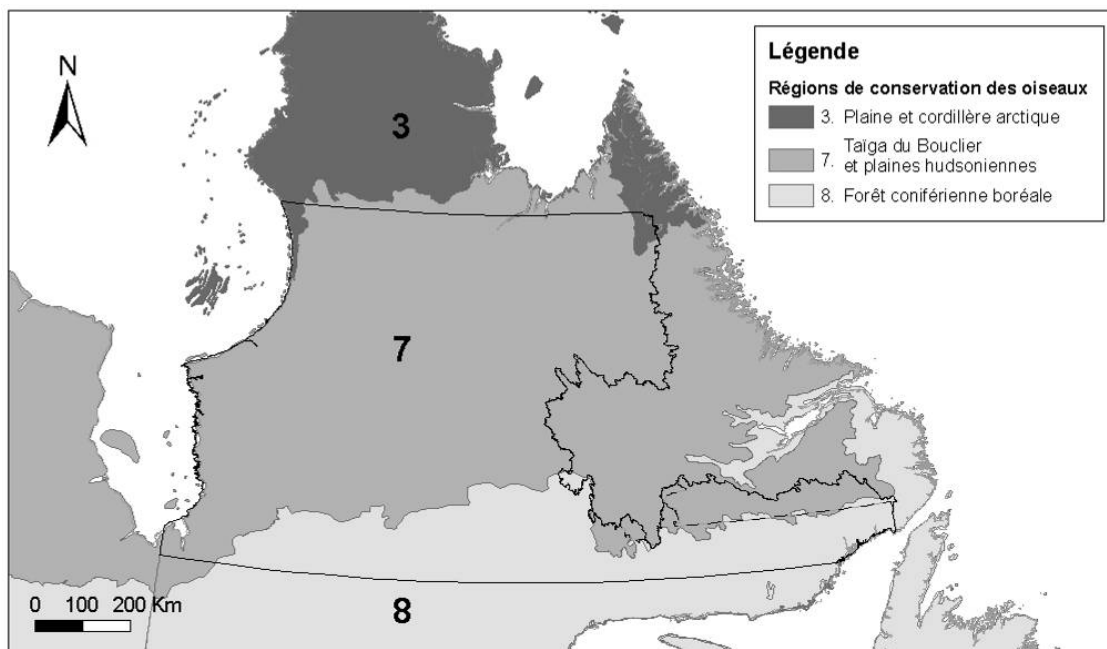 N
Légende
Régions de conservation des oiseaux
3. Plaine et cordillère arctique
7. Taïga du Bouclier
et plaines hudsoniennes
8. Forêt coniférienne boréale
3
7
8
0 100 200 Km